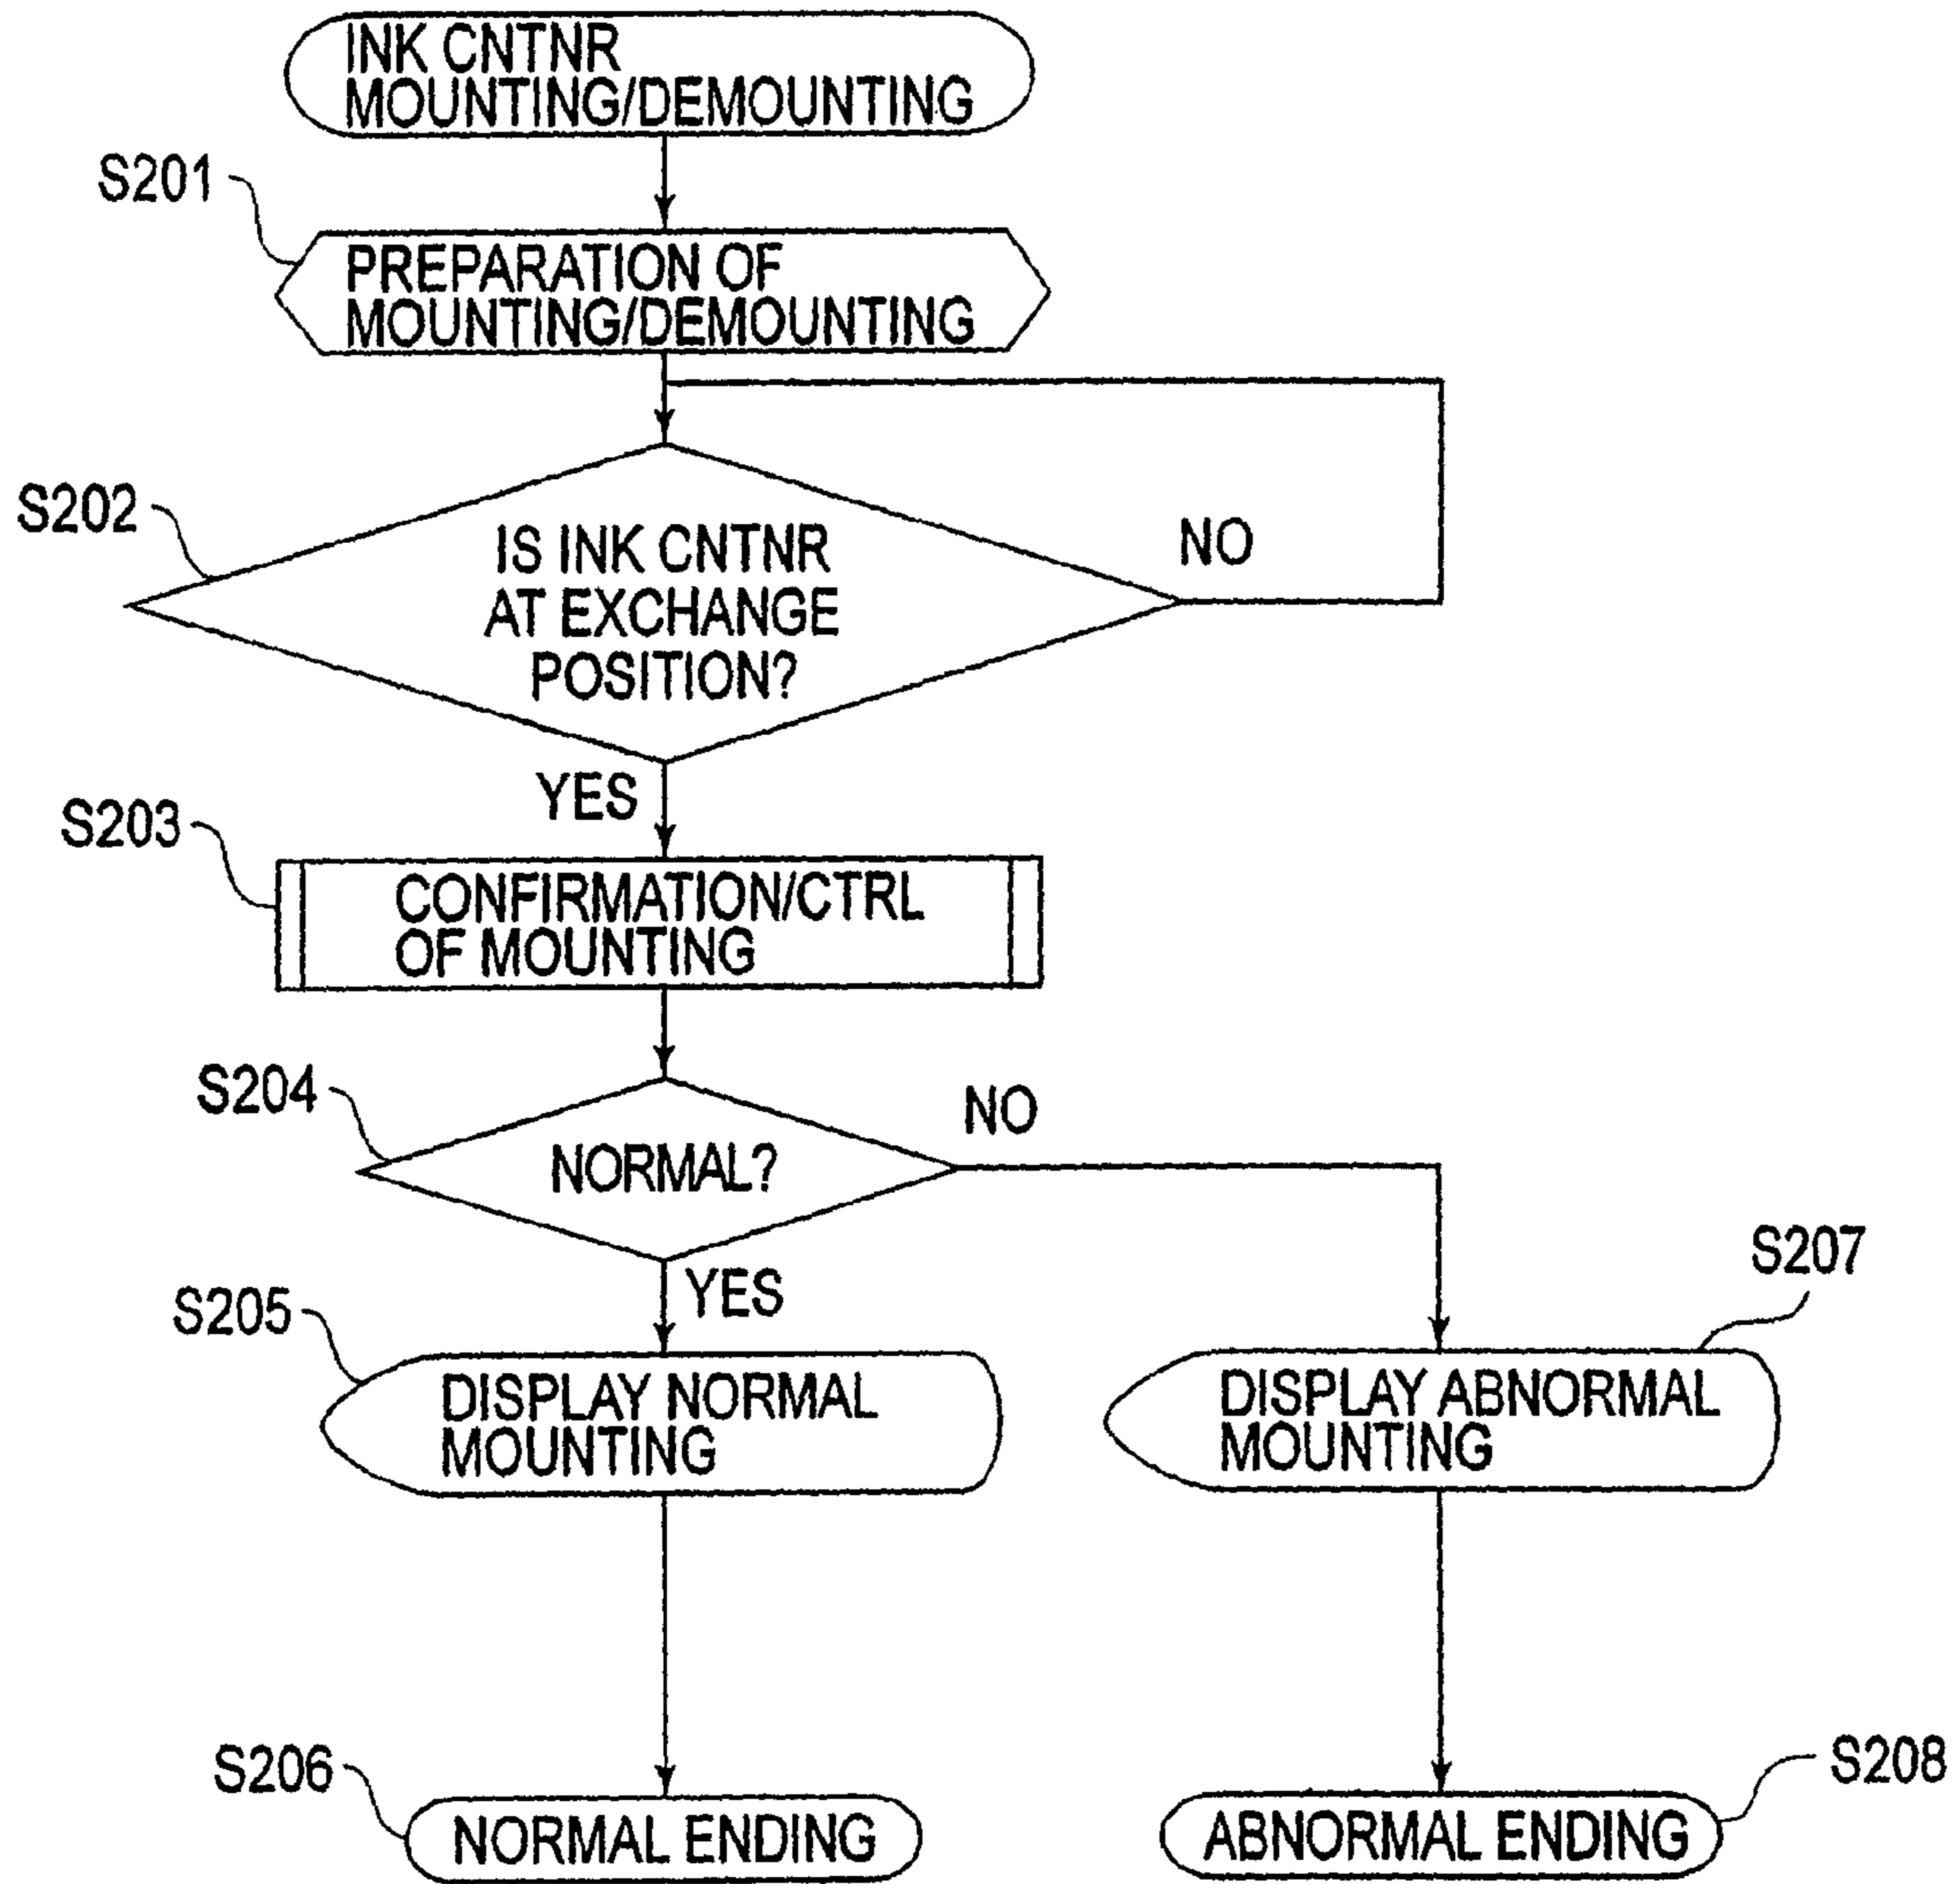 INK CNTNR
MOUNTING/DEMOUNTING
S201
PREPARATION OF
MOUNTING/DEMOUNTING
S202
IS INK CNTNR
AT EXCHANGE
POSITION?
NO
YES
S203
CONFIRMATION/CTRL
OF MOUNTING
S204
NORMAL?
NO
YES
S205
DISPLAY NORMAL
MOUNTING
S207
DISPLAY ABNORMAL
MOUNTING
S206
NORMAL ENDING
S208
ABNORMAL ENDING